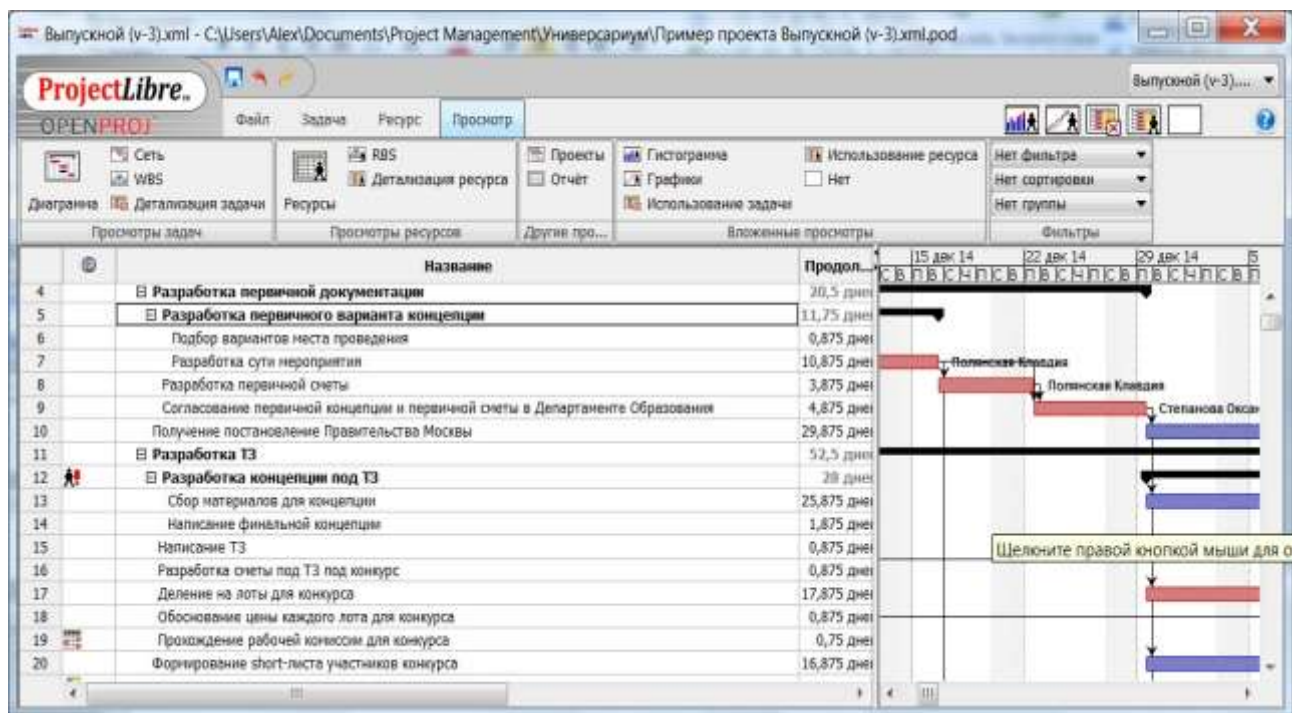 Выпускной (v-3).xml - C:\Users\Alex\Documents\Project Management\Универсариум\Пример проекта Выпускной (v-3).xml.pod
ProjectLibre
OPENPROJ
Выпускной (v-3)....
Файл Задача Ресурс Просмотр
Сеть RBS Проекты Гистограмма Использование ресурса Нет фильтра
WBS Детализация ресурса Отчёт Графики Нет Нет сортировки
Диаграмма Детализация задачи Ресурсы Использование задачи Нет группы
Просмотры задач Просмотры ресурсов Другие про... Вложенные просмотры Фильтры
Название Продол... 15 дек 14 22 дек 14 29 дек 14 5
С В П В С Ч П С В П В С Ч П С В П В С Ч П С В П
4 Разработка первичной документации 20,5 дней
5 Разработка первичного варианта концепции 11,75 дней
6 Подбор вариантов места проведения 0,875 дней
7 Разработка сути мероприятия 10,875 дней Полянская Клавдия
8 Разработка первичной сметы 3,875 дней Полянская Клавдия
9 Согласование первичной концепции и первичной сметы в Департаменте Образования 4,875 дней Степанова Окса
10 Получение постановление Правительства Москвы 29,875 дней
11 Разработка ТЗ 52,5 дней
12 Разработка концепции под ТЗ 28 дней
13 Сбор материалов для концепции 25,875 дней
14 Написание финальной концепции 1,875 дней
15 Написание ТЗ 0,875 дней Щелкните правой кнопкой мыши для о
16 Разработка сметы под ТЗ под конкурс 0,875 дней
17 Деление на лоты для конкурса 17,875 дней
18 Обоснование цены каждого лота для конкурса 0,875 дней
19 Прохождение рабочей комиссии для конкурса 0,75 дней
20 Формирование short-листа участников конкурса 16,875 дней